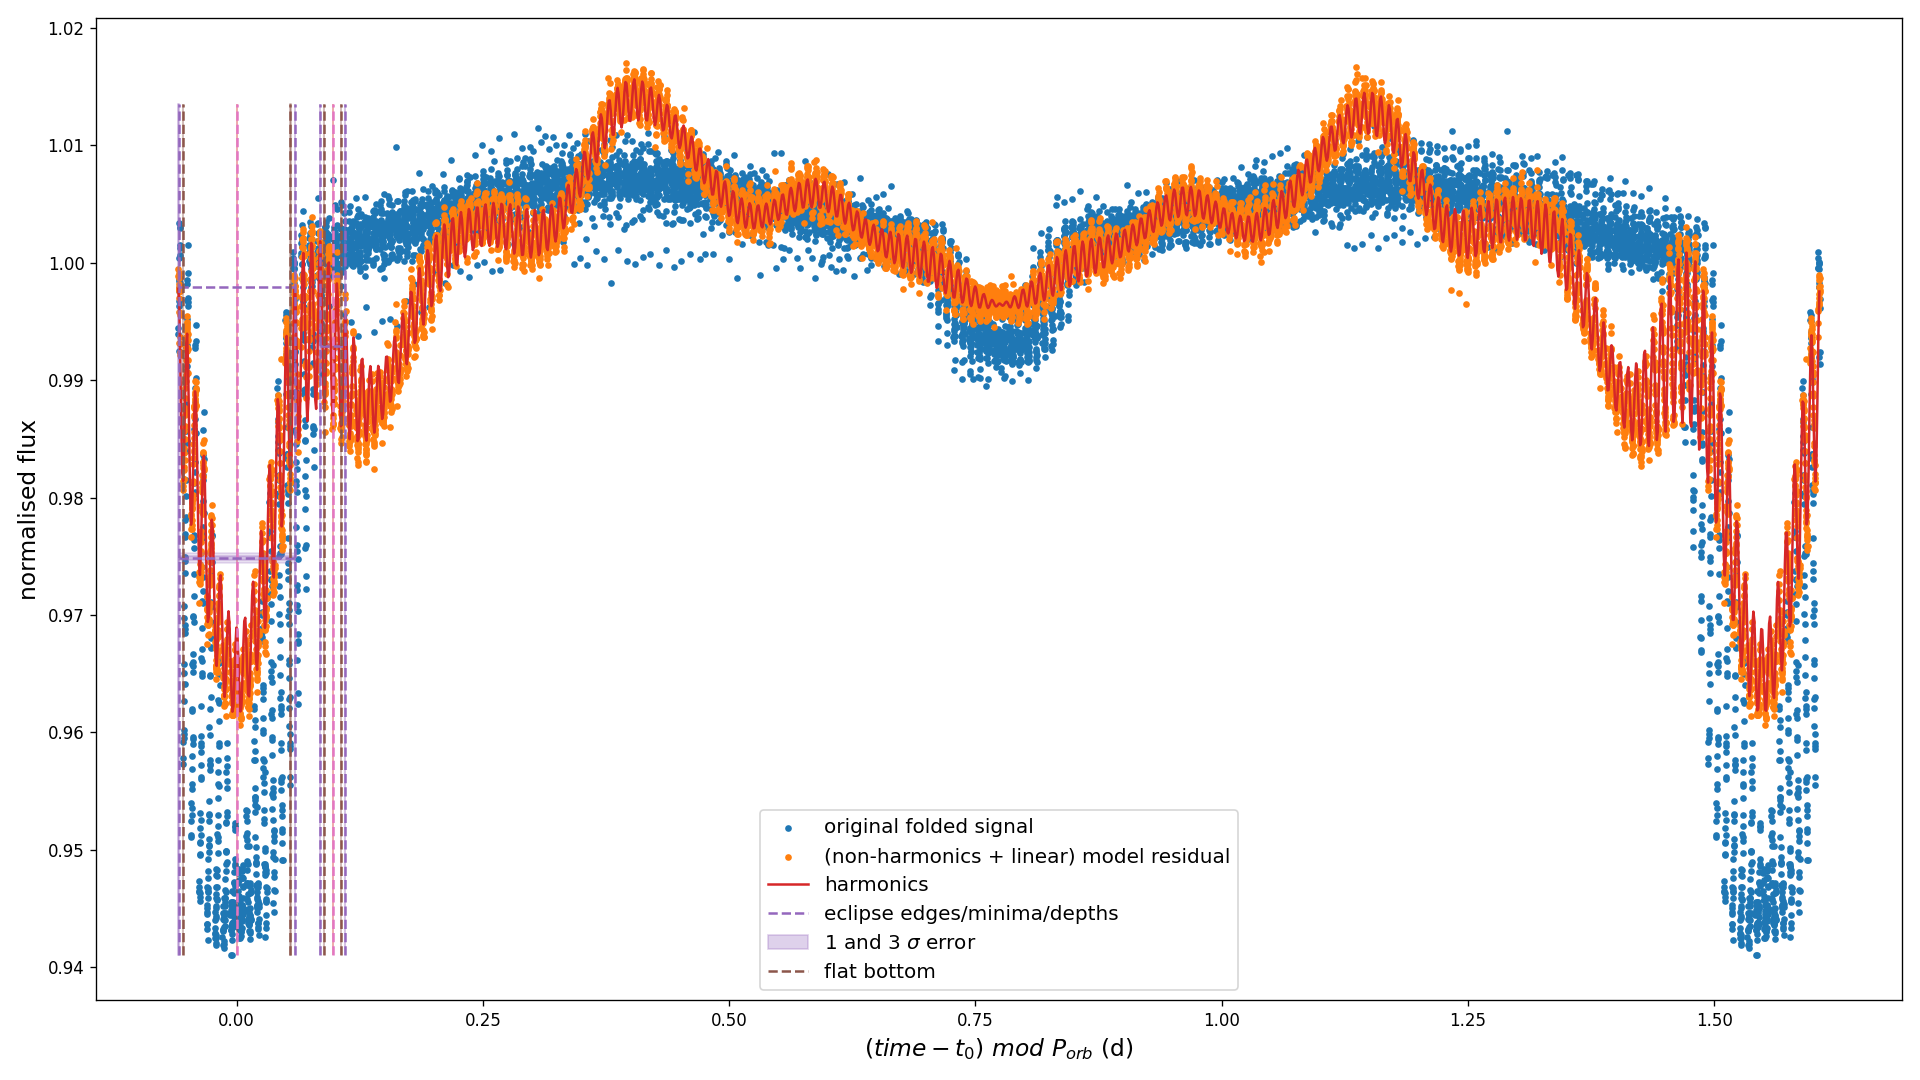 1.02
1.01
1.00
0.99
0.98
0.97
0.96
0.95
0.94
normalised flux
original folded signal
(non-harmonics + linear) model residual
harmonics
eclipse edges/minima/depths
1 and 3 σ error
flat bottom
0.00 0.25 0.50 0.75 1.00 1.25 1.50
(time − t₀) mod P_orb (d)